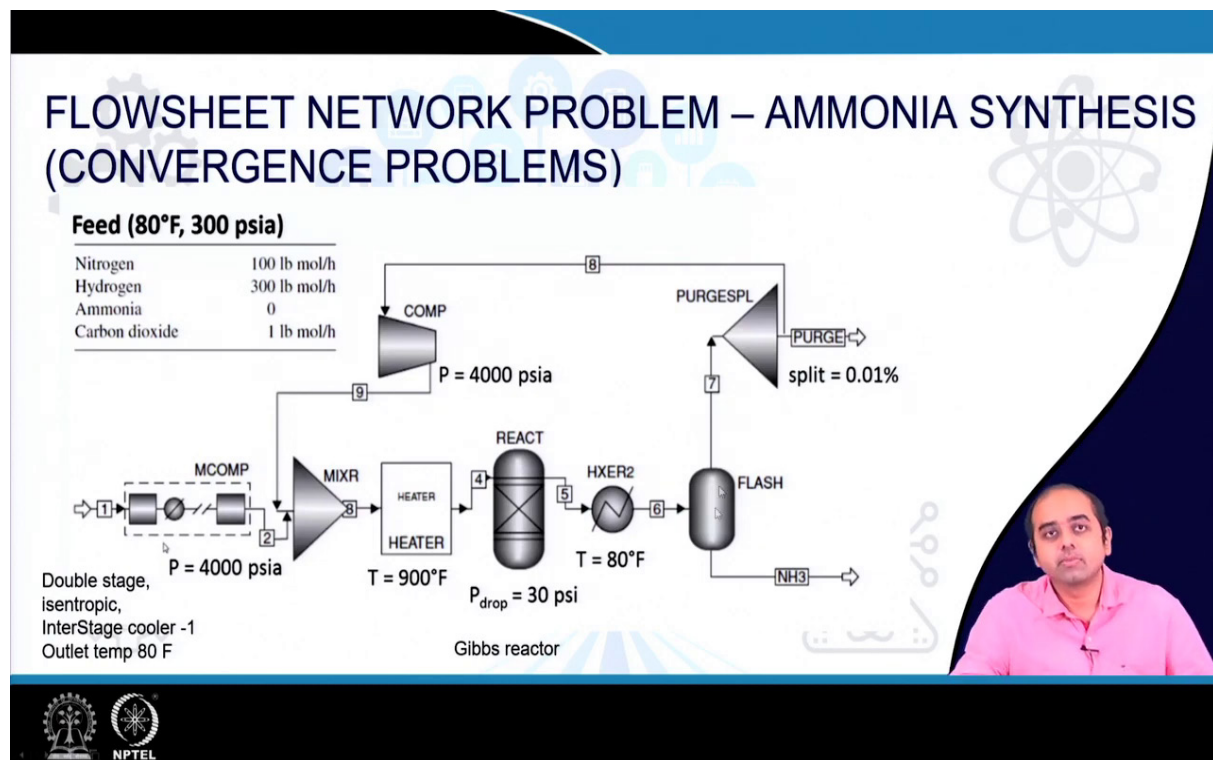 FLOWSHEET NETWORK PROBLEM – AMMONIA SYNTHESIS
(CONVERGENCE PROBLEMS)
Feed (80°F, 300 psia)
Nitrogen 100 lb mol/h
Hydrogen 300 lb mol/h
Ammonia 0
Carbon dioxide 1 lb mol/h
8
COMP
P = 4000 psia
9
PURGESPL
PURGE
split = 0.01%
7
MCOMP
1
2
P = 4000 psia
MIXR
8
HEATER
HEATER
T = 900°F
4
REACT
5
P drop = 30 psi
HXER2
T = 80°F
6
FLASH
NH3
Double stage,
isentropic,
InterStage cooler -1
Outlet temp 80 F
Gibbs reactor
NPTEL